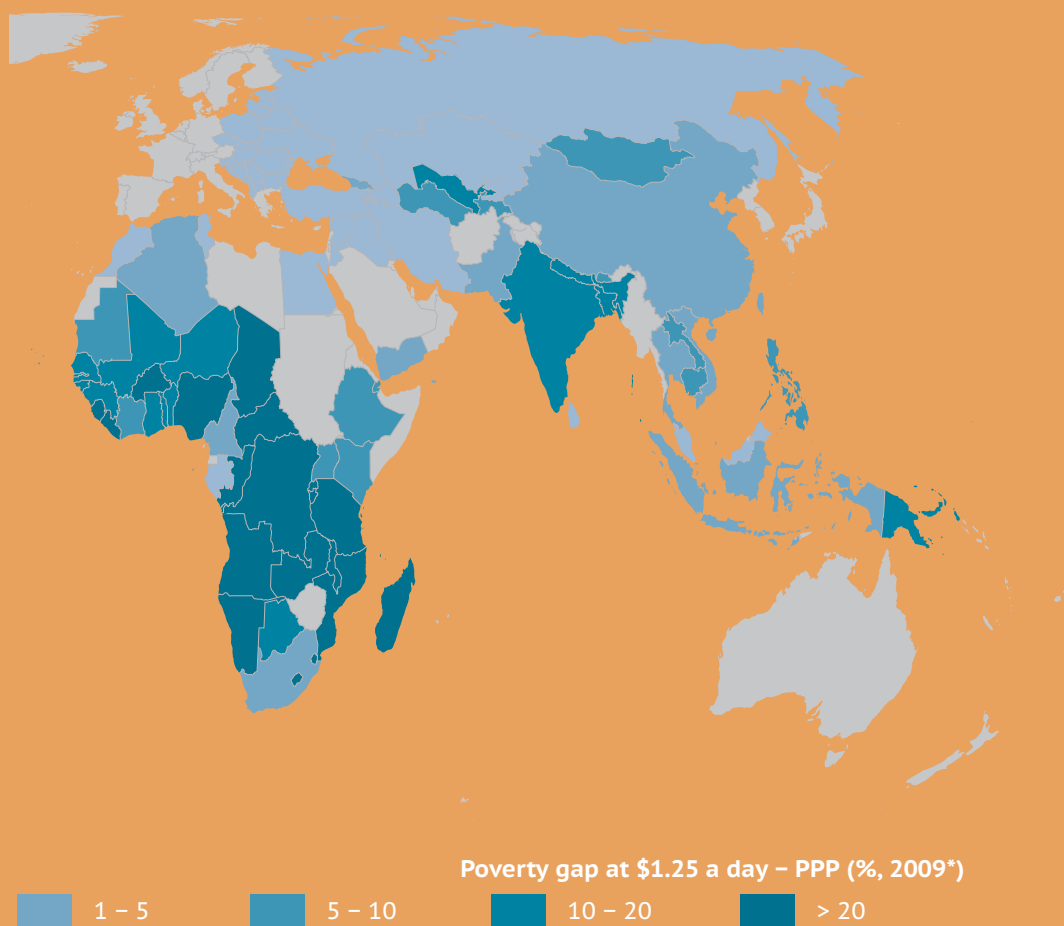 Poverty gap at $1.25 a day – PPP (%, 2009*)
1 – 5
5 – 10
10 – 20
> 20